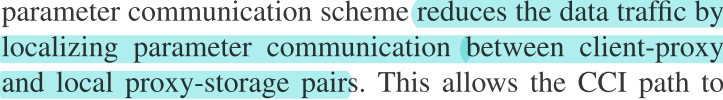 parameter communication scheme reduces the data traffic by
localizing parameter communication between client-proxy
and local proxy-storage pairs. This allows the CCI path to